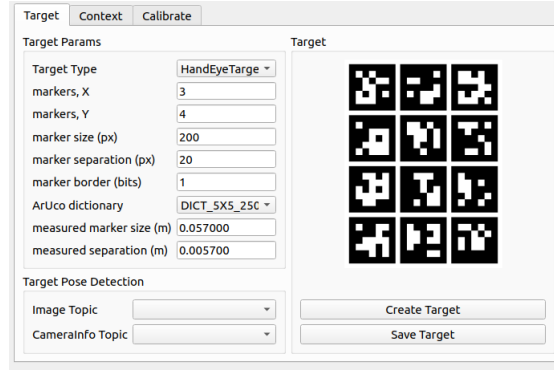 Target Context Calibrate
Target Params
Target Type HandEyeTarge
markers, X 3
markers, Y 4
marker size (px) 200
marker separation (px) 20
marker border (bits) 1
ArUco dictionary DICT_5X5_25C
measured marker size (m) 0.057000
measured separation (m) 0.005700
Target Pose Detection
Image Topic
CameraInfo Topic
Target
Create Target
Save Target